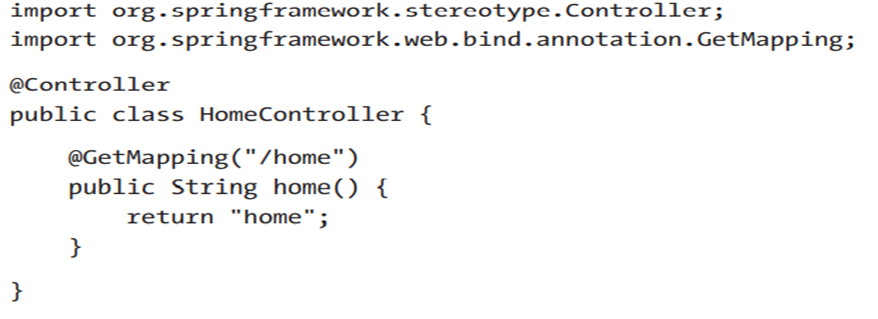 import org.springframework.stereotype.Controller;
import org.springframework.web.bind.annotation.GetMapping;
@Controller
public class HomeController {
@GetMapping("/home")
public String home() {
return "home";
}
}